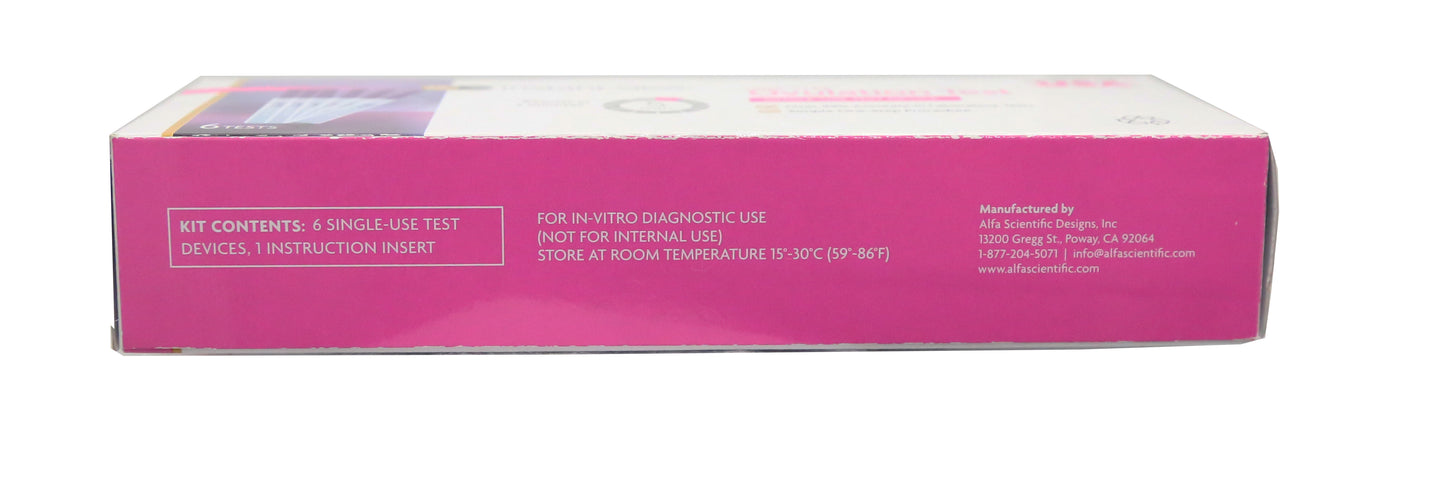 Ovulation Test
6 TESTS
KIT CONTENTS: 6 SINGLE-USE TEST
DEVICES, 1 INSTRUCTION INSERT
FOR IN-VITRO DIAGNOSTIC USE
(NOT FOR INTERNAL USE)
STORE AT ROOM TEMPERATURE 15°-30°C (59°-86°F)
Manufactured by
Alfa Scientific Designs, Inc
13200 Gregg St., Poway, CA 92064
1-877-204-5071 | info@alfascientific.com
www.alfascientific.com